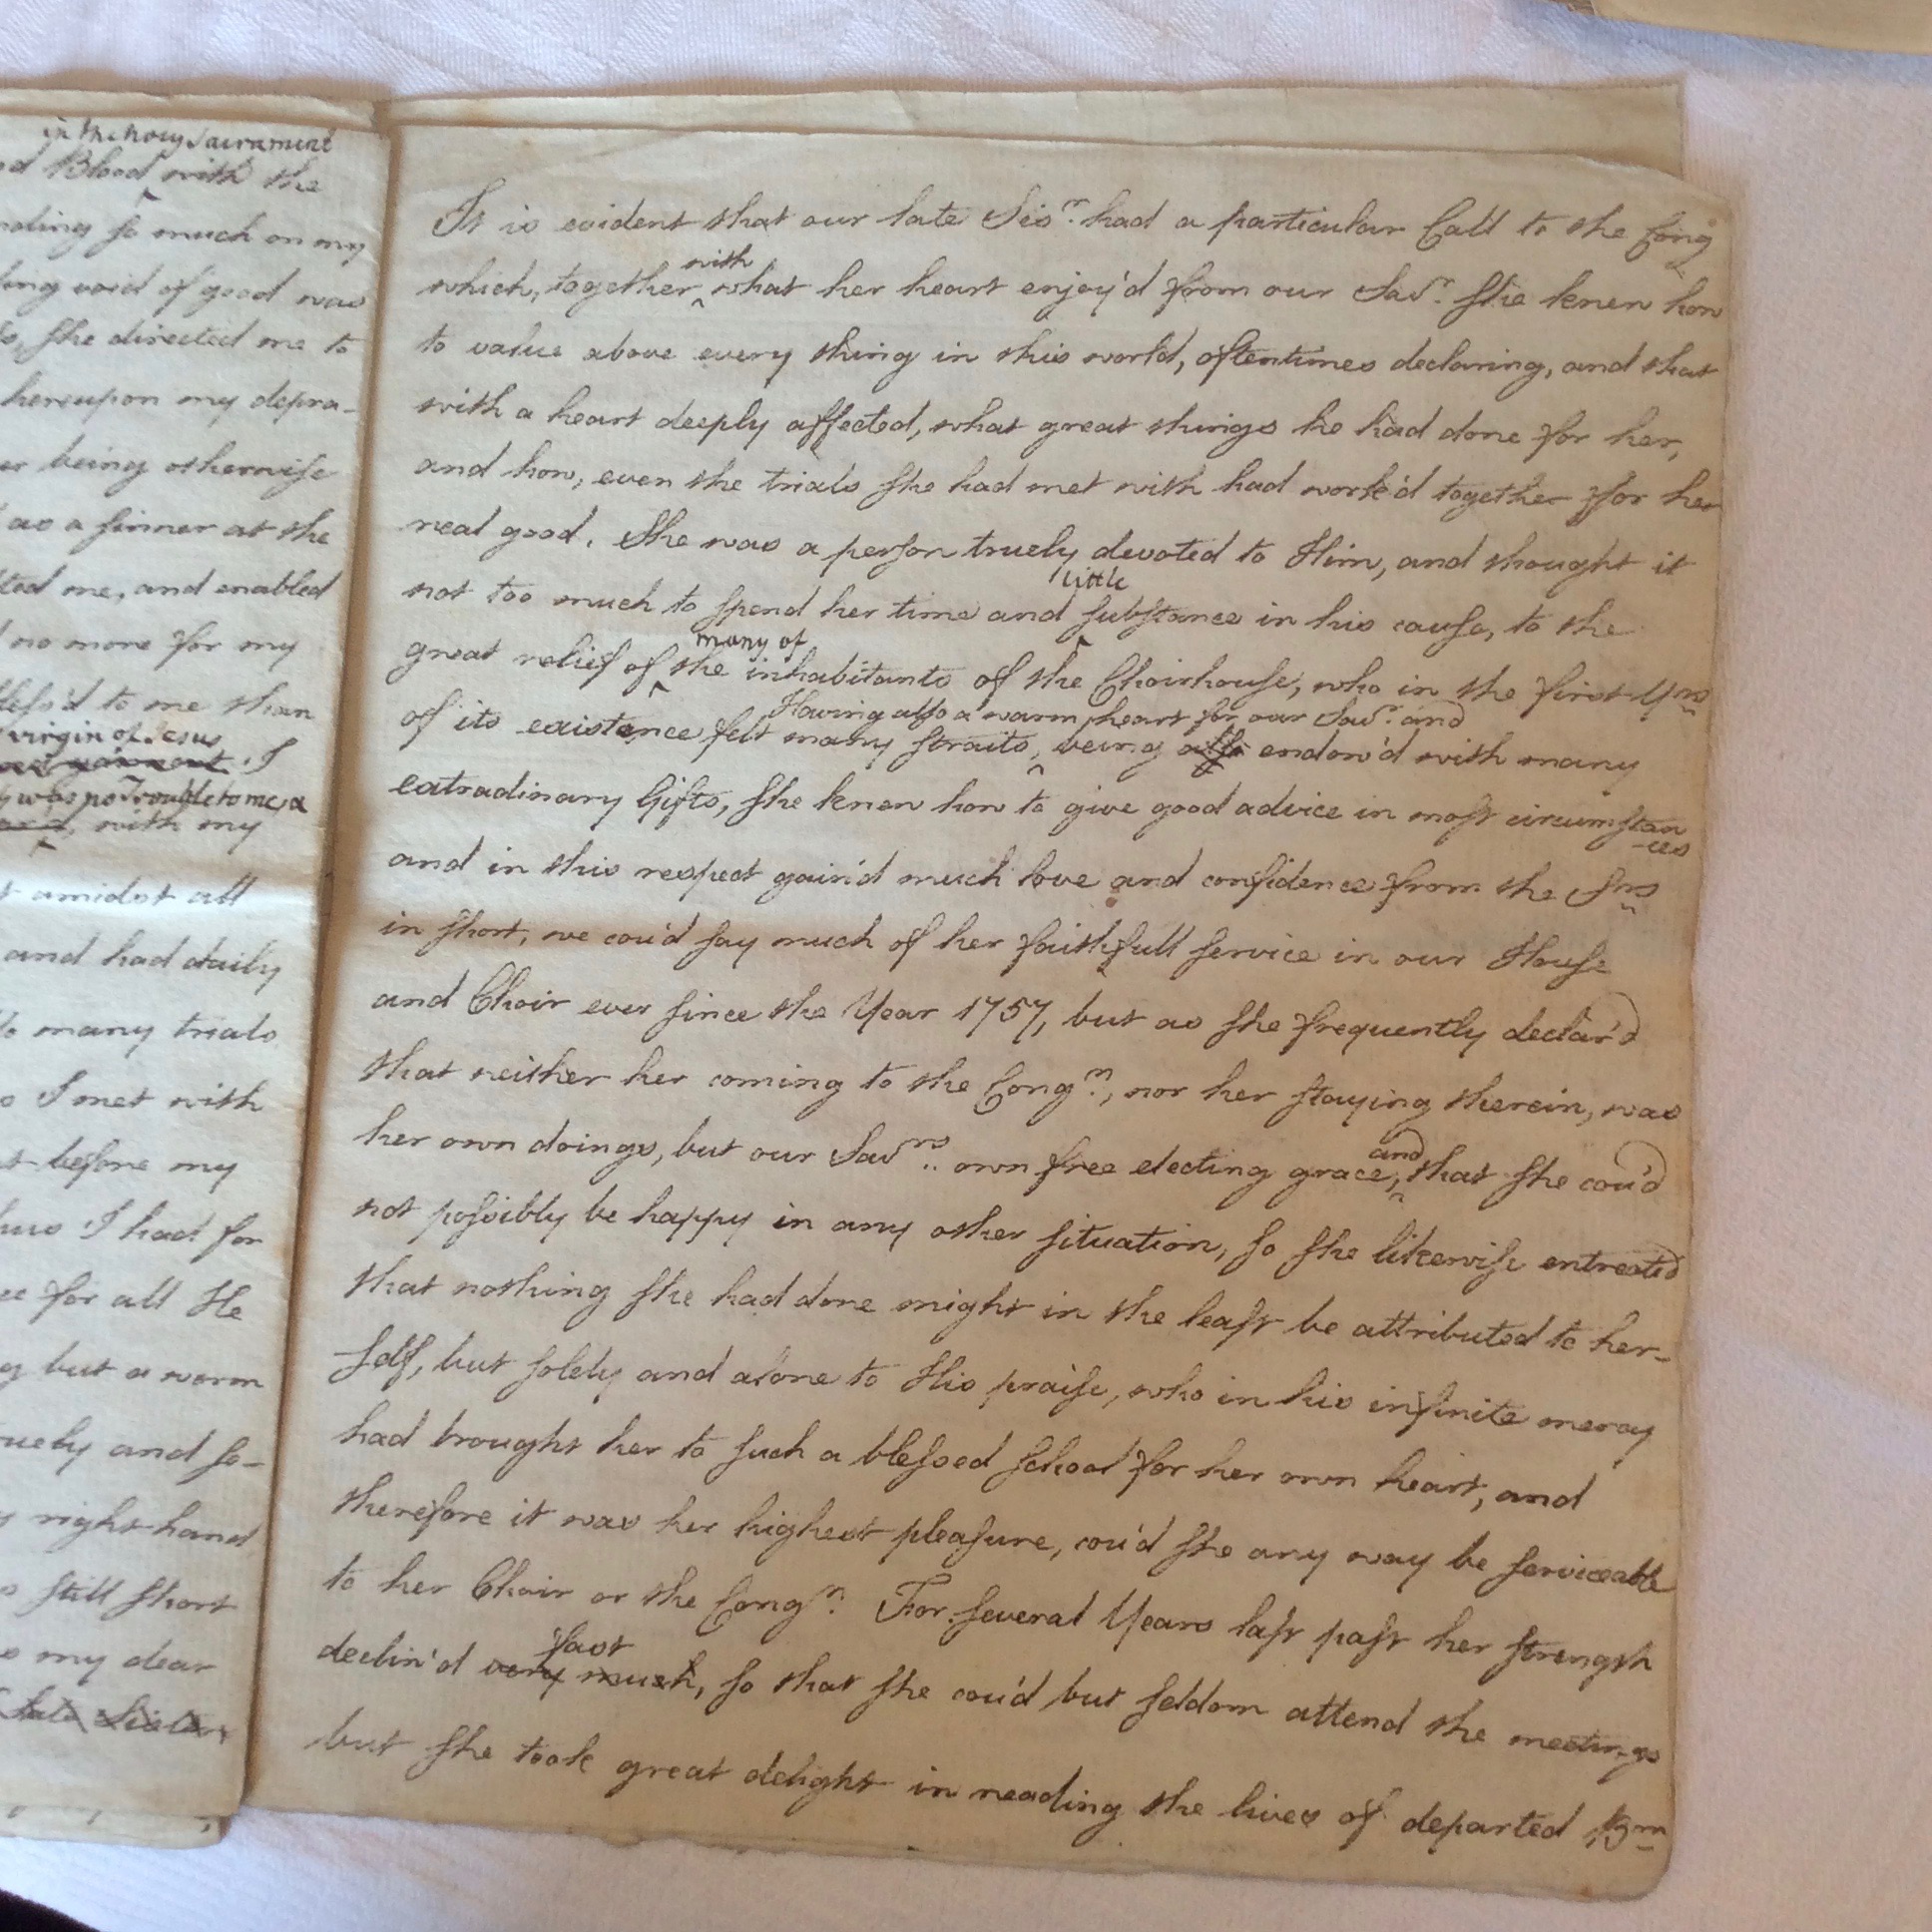 in the holy Sacrament
Blood with the
nding so much on my
ling void of good was
she directed me to
hereupon my depra-
being otherwise
as a sinner at the
ted me, and enabled
no more for my
bless'd to me than
virgin of Jesus
I
was no Trouble to me, a
with my
amidst all
and had daily
many trials
I met with
before my
I had for
for all He
but a worm
ruely and so-
right-hand
still short
my dear
late Sister
It is evident that our late Sisr. had a particular Call to the Cong
with
which, together what her heart enjoy'd from our Savr. she knew how
to value above every thing in this world, oftentimes declaring, and that
with a heart deeply affected, what great things he had done for her,
and how, even the trials she had met with had work'd together for her
real good. She was a person truely devoted to Him, and thought it
little
not too much to spend her time and substance in his cause, to the
many of
great relief of the inhabitants of the Choirhouse, who in the first Yrs
Having also a warm heart for our Savr. and
of its existence felt many straits, being also endow'd with many
extradinary Gifts, she knew how to give good advice in most circumstan
-ces
and in this respect gain'd much love and confidence from the Srs
in short, we cou'd say much of her faithfull service in our House
and Choir ever since the Year 1757, but as she frequently declar'd
that neither her coming to the Congn., nor her staying therein, was
and
her own doings, but our Savrs. own free electing grace, that she cou'd
not possibly be happy in any other situation, so she likewise entreated
that nothing she had done might in the least be attributed to her-
self, but solely and alone to His praise, who in his infinite mercy
had brought her to such a blessed school for her own heart, and
therefore it was her highest pleasure, cou'd she any way be serviceable
to her Choir or the Congn. For several Years last past her strength
fast
declin'd very much, so that she cou'd but seldom attend the meetings
but she took great delight in reading the lives of departed Brn